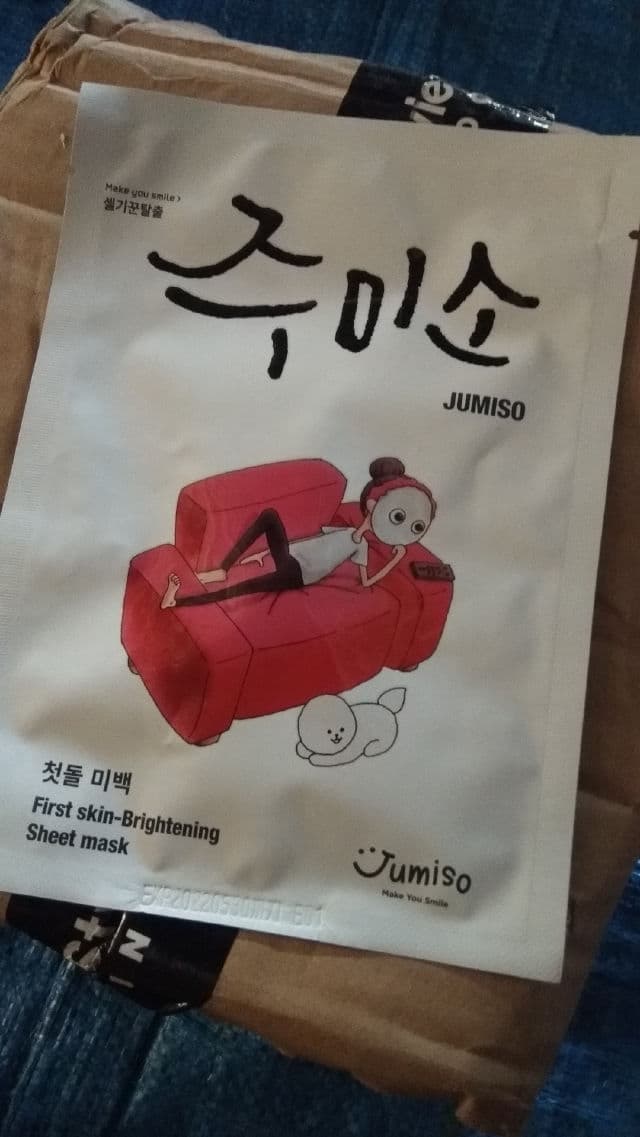 Make you smile >
셀기꾼탈출
주미소
JUMISO
첫돌 미백
First skin-Brightening
Sheet mask
Jumiso
Make You Smile